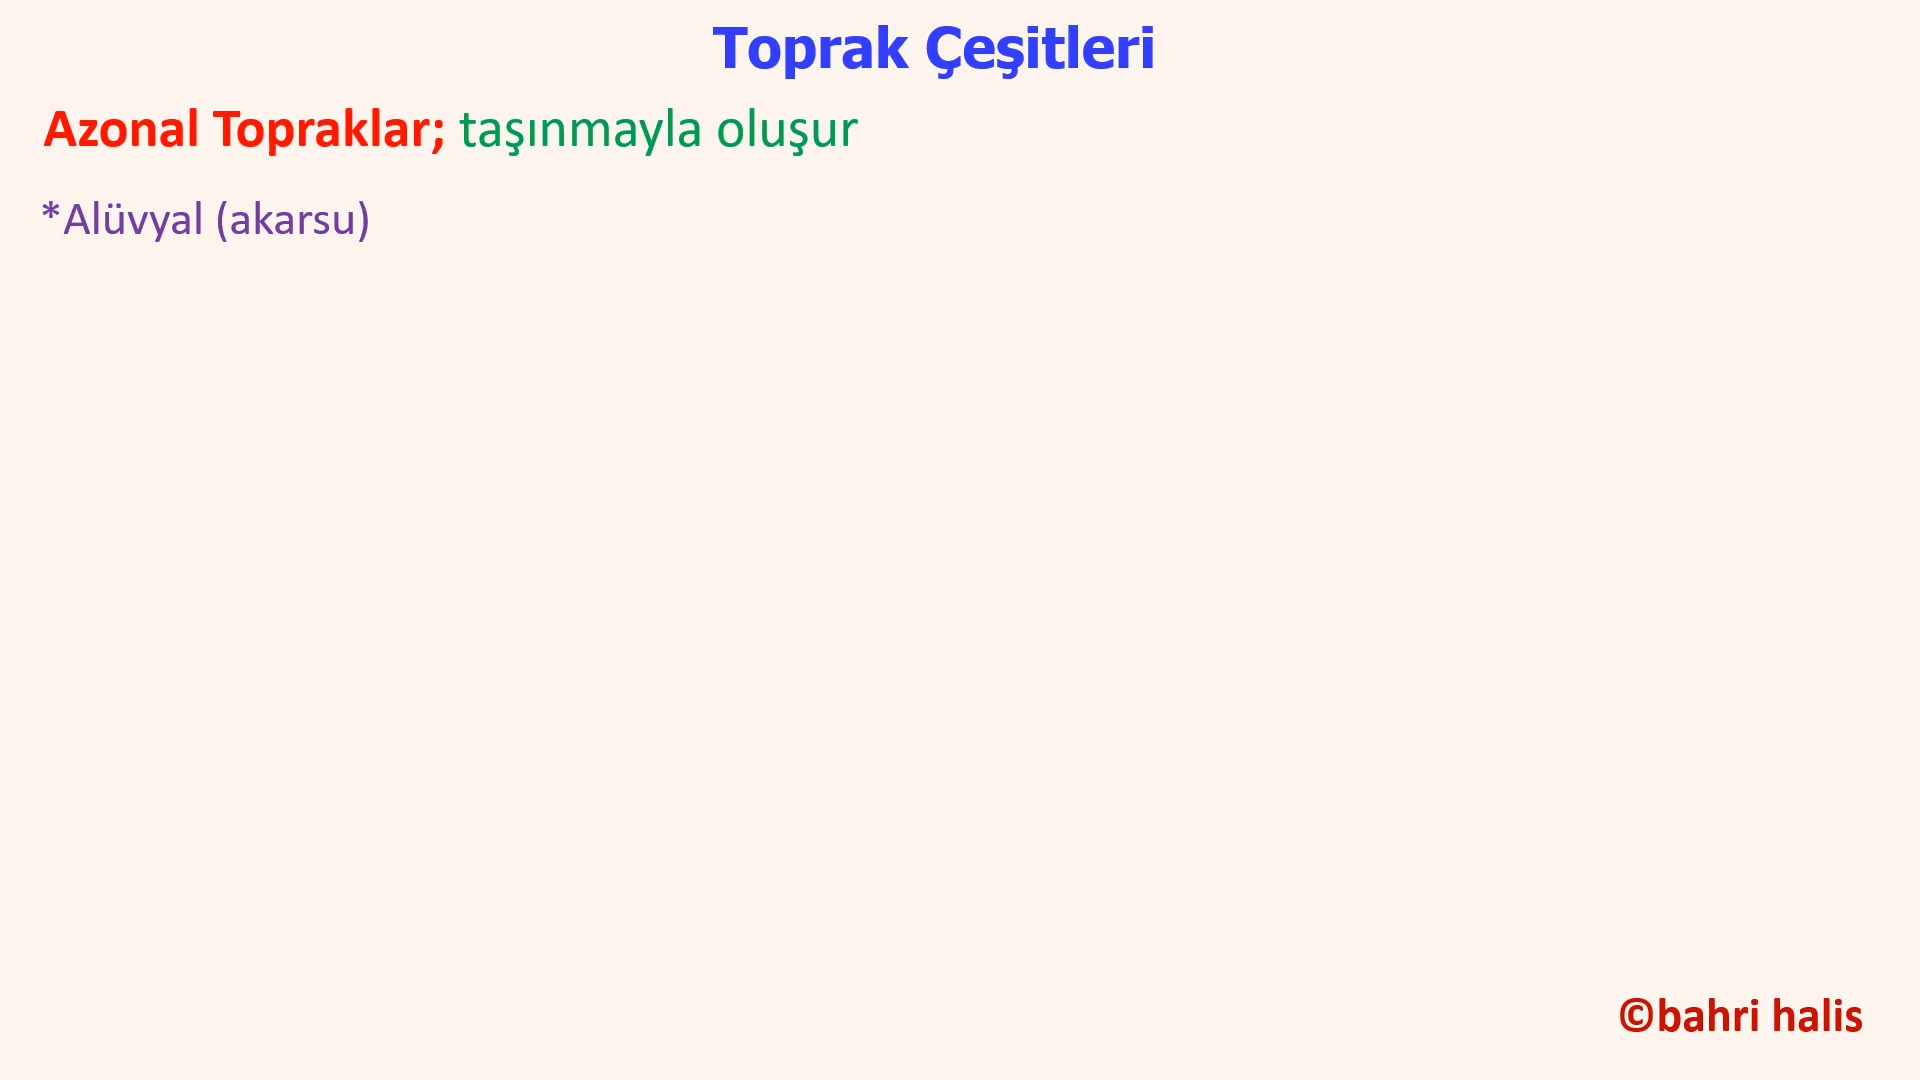 Toprak Çeşitleri
Azonal Topraklar; taşınmayla oluşur
*Alüvyal (akarsu)
©bahri halis